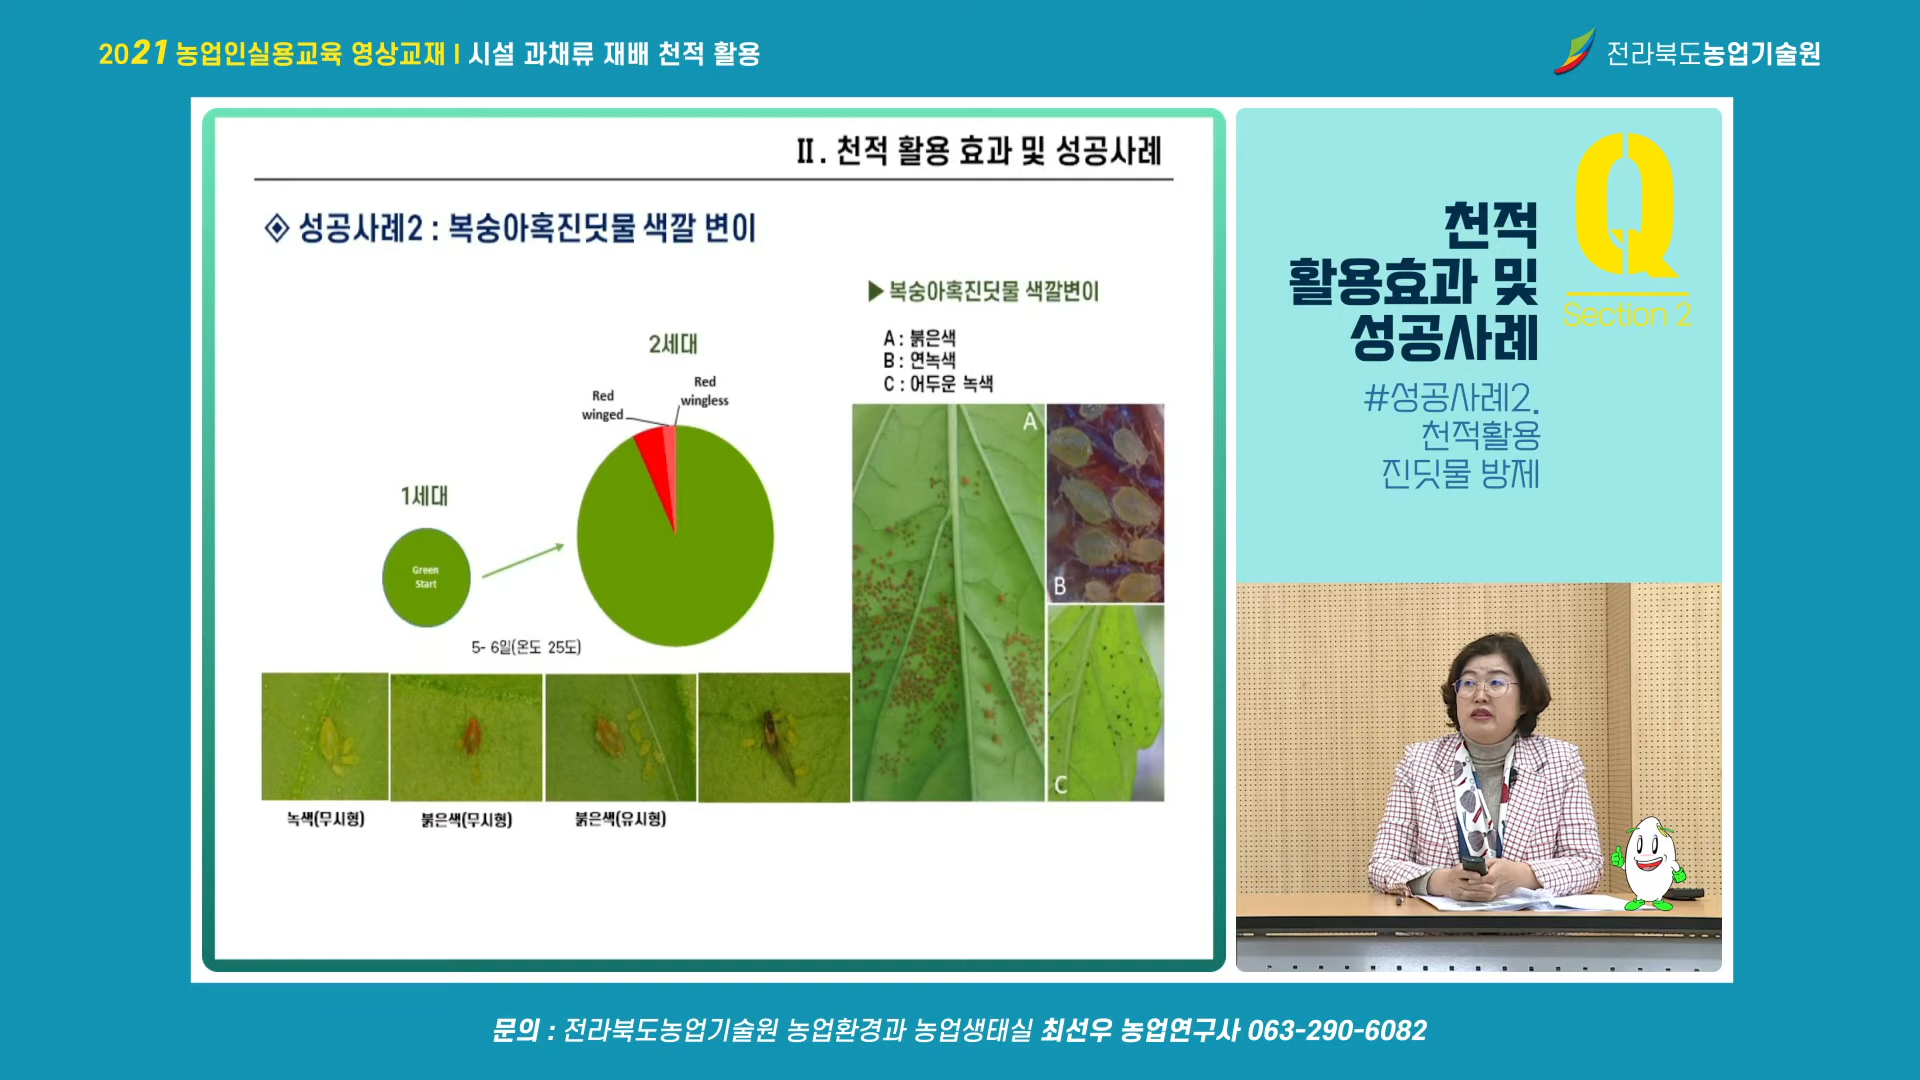 2021 농업인실용교육 영상교재 | 시설 과채류 재배 천적 활용
전라북도농업기술원
Ⅱ. 천적 활용 효과 및 성공사례
성공사례2 : 복숭아혹진딧물 색깔 변이
▶복숭아혹진딧물 색깔변이
A : 붉은색
B : 연녹색
C : 어두운 녹색
2세대
Red
winged
Red
wingless
1세대
Green
Start
5- 6일(온도 25도)
A
B
C
녹색(무시형)
붉은색(무시형)
붉은색(유시형)
천적
활용효과 및
성공사례
Q
Section 2
#성공사례2.
천적활용
진딧물 방제
문의 : 전라북도농업기술원 농업환경과 농업생태실 최선우 농업연구사 063-290-6082